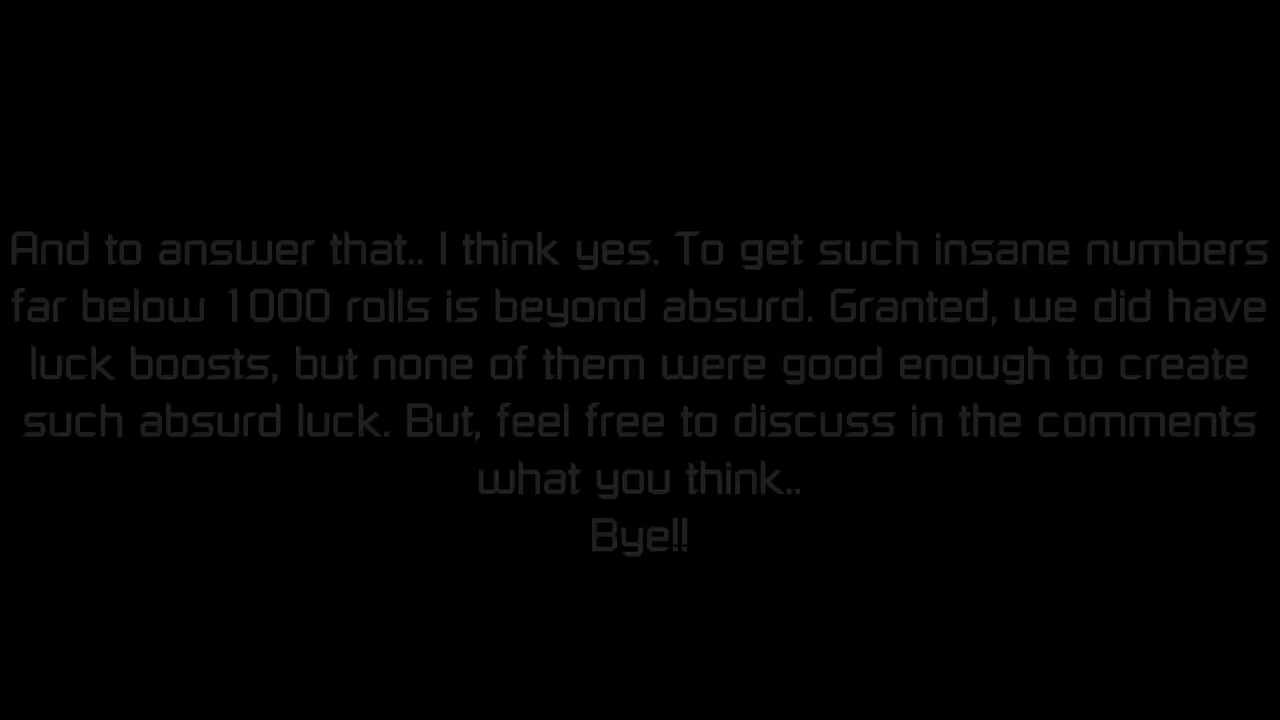 And to answer that.. I think yes. To get such insane numbers
far below 1000 rolls is beyond absurd. Granted, we did have
luck boosts, but none of them were good enough to create
such absurd luck. But, feel free to discuss in the comments
what you think..
Bye!!